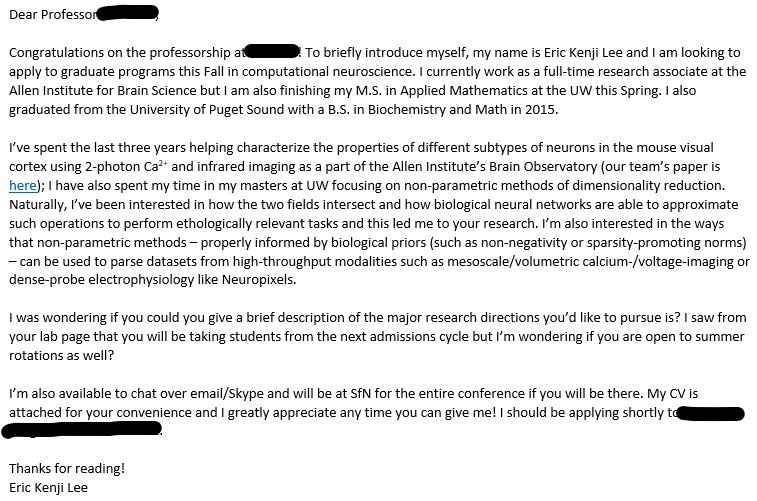 Dear Professor ,
Congratulations on the professorship at ! To briefly introduce myself, my name is Eric Kenji Lee and I am looking to
apply to graduate programs this Fall in computational neuroscience. I currently work as a full-time research associate at the
Allen Institute for Brain Science but I am also finishing my M.S. in Applied Mathematics at the UW this Spring. I also
graduated from the University of Puget Sound with a B.S. in Biochemistry and Math in 2015.
I've spent the last three years helping characterize the properties of different subtypes of neurons in the mouse visual
cortex using 2-photon Ca²⁺ and infrared imaging as a part of the Allen Institute's Brain Observatory (our team's paper is
here); I have also spent my time in my masters at UW focusing on non-parametric methods of dimensionality reduction.
Naturally, I've been interested in how the two fields intersect and how biological neural networks are able to approximate
such operations to perform ethologically relevant tasks and this led me to your research. I'm also interested in the ways
that non-parametric methods – properly informed by biological priors (such as non-negativity or sparsity-promoting norms)
– can be used to parse datasets from high-throughput modalities such as mesoscale/volumetric calcium-/voltage-imaging or
dense-probe electrophysiology like Neuropixels.
I was wondering if you could you give a brief description of the major research directions you'd like to pursue is? I saw from
your lab page that you will be taking students from the next admissions cycle but I'm wondering if you are open to summer
rotations as well?
I'm also available to chat over email/Skype and will be at SfN for the entire conference if you will be there. My CV is
attached for your convenience and I greatly appreciate any time you can give me! I should be applying shortly to
.
Thanks for reading!
Eric Kenji Lee